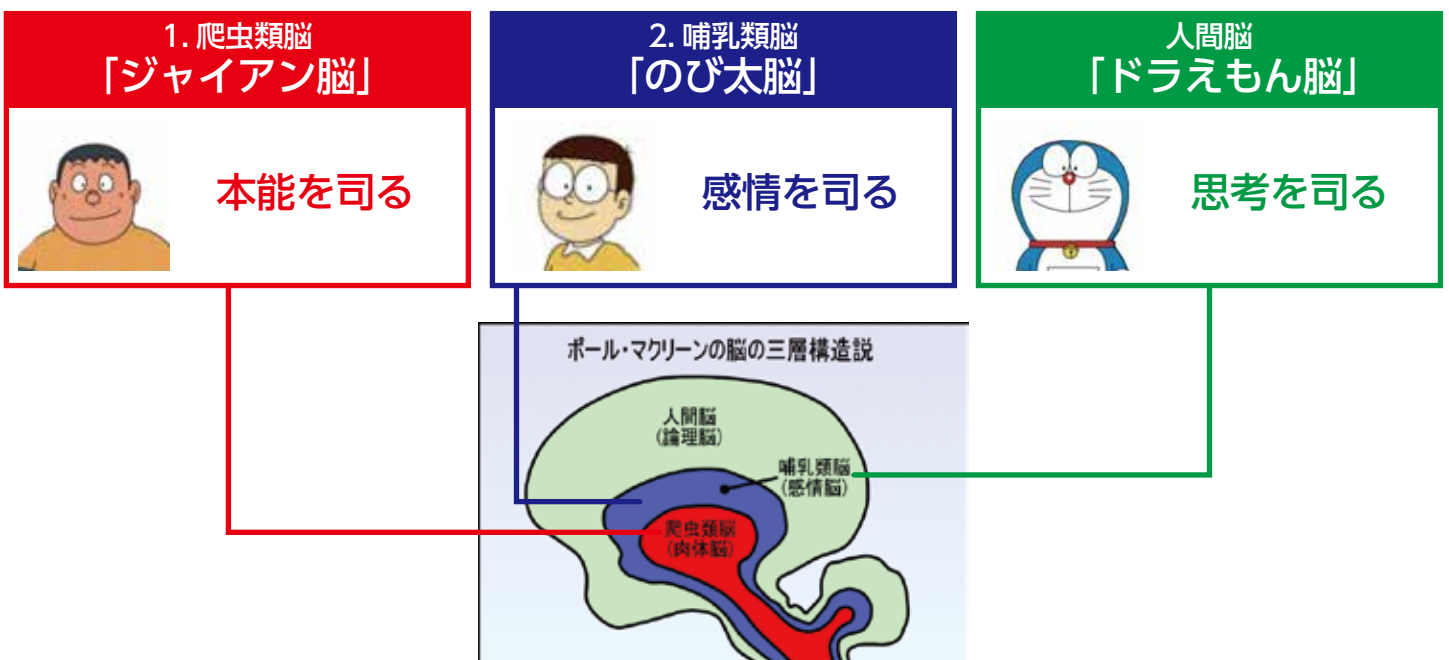 1. 爬虫類脳
「ジャイアン脳」
本能を司る
2. 哺乳類脳
「のび太脳」
感情を司る
人間脳
「ドラえもん脳」
思考を司る
ポール・マクリーンの脳の三層構造説
人間脳
(論理脳)
哺乳類脳
(感情脳)
爬虫類脳
(肉体脳)